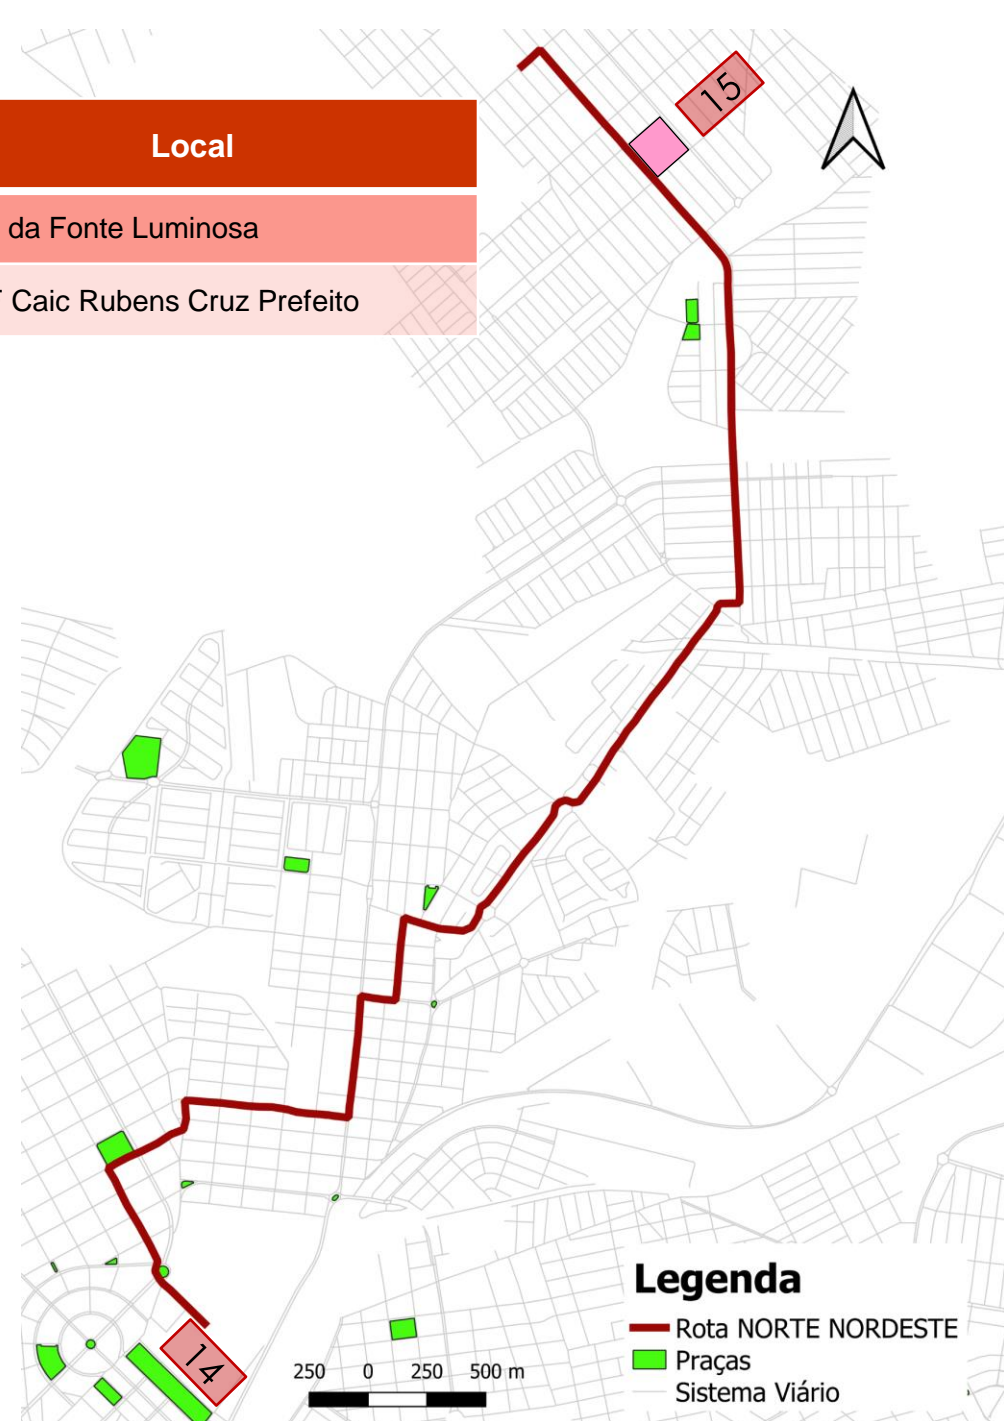 15
Local
da Fonte Luminosa
Caic Rubens Cruz Prefeito
14
250 0 250 500 m
Legenda
Rota NORTE NORDESTE
Praças
Sistema Viário